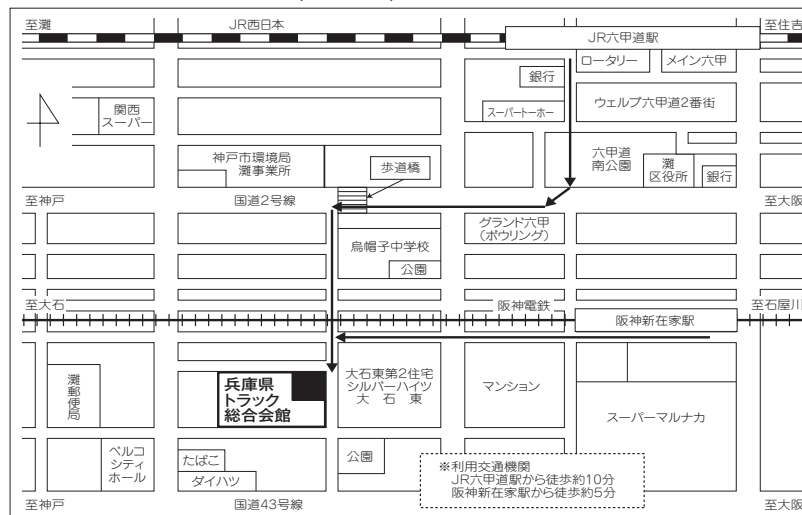 至灘
JR西日本
至住吉
JR六甲道駅
ロータリー
メイン六甲
銀行
関西
スーパー
スーパートーホー
ウェルブ六甲道2番街
神戸市環境局
灘事業所
歩道橋
六甲道
南公園
灘
区役所
銀行
至神戸
国道2号線
至大阪
グランド六甲
(ボウリング)
烏帽子中学校
公園
至大石
阪神電鉄
至石屋川
阪神新在家駅
灘郵便局
兵庫県
トラック
総合会館
大石東第2住宅
シルバーハイツ
大石東
マンション
スーパーマルナカ
ベルコ
シティ
ホール
たばこ
ダイハツ
公園
※利用交通機関
JR六甲道駅から徒歩約10分
阪神新在家駅から徒歩約5分
至神戸
国道43号線
至大阪